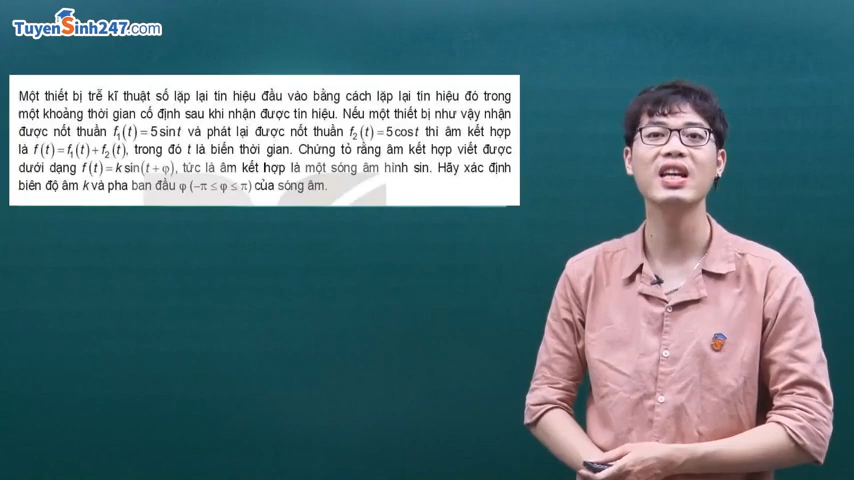 TuyenSinh247.com
Một thiết bị trễ kĩ thuật số lặp lại tín hiệu đầu vào bằng cách lặp lại tín hiệu đó trong
một khoảng thời gian cố định sau khi nhận được tín hiệu. Nếu một thiết bị như vậy nhận
được nốt thuần f₁(t)=5sint và phát lại được nốt thuần f₂(t)=5cost thì âm kết hợp
là f(t)=f₁(t)+f₂(t), trong đó t là biến thời gian. Chứng tỏ rằng âm kết hợp viết được
dưới dạng f(t)=k sin(t+φ), tức là âm kết hợp là một sóng âm hình sin. Hãy xác định
biên độ âm k và pha ban đầu φ (−π≤φ≤π) của sóng âm.